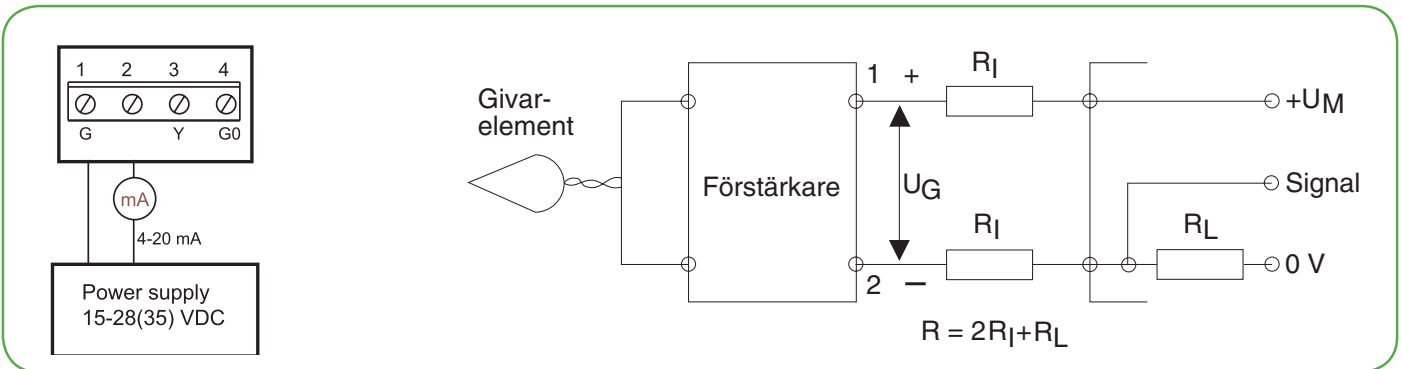 1 2 3 4
G Y G0
mA
4-20 mA
Power supply
15-28(35) VDC
Givar-
element
Förstärkare
1 +
RI
UG
RI
2 –
R = 2RI+RL
+UM
Signal
RL
0 V